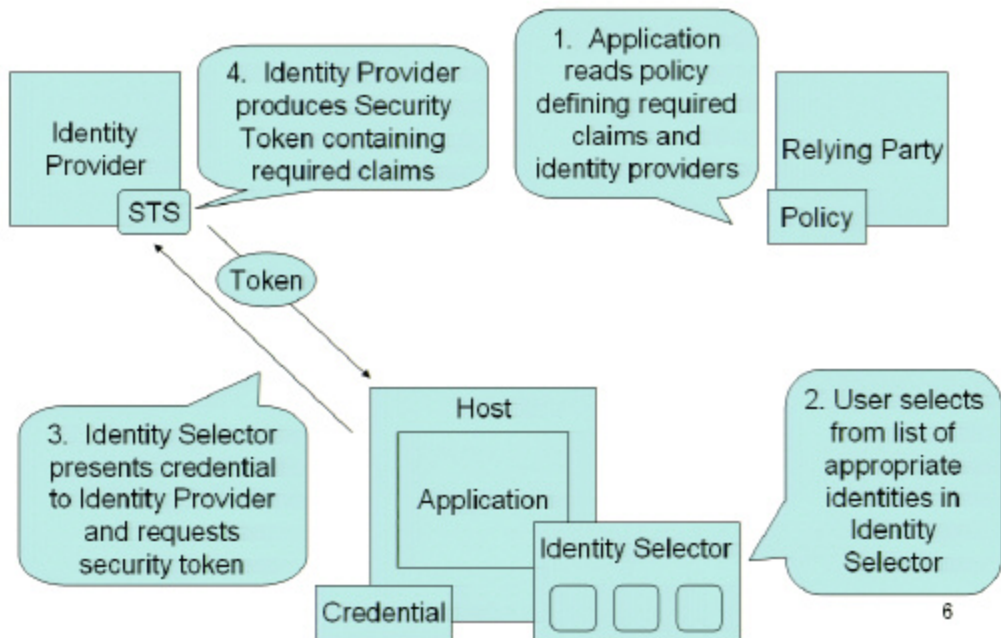 Identity
Provider
STS
4. Identity Provider
produces Security
Token containing
required claims
1. Application
reads policy
defining required
claims and
identity providers
Relying Party
Policy
Token
3. Identity Selector
presents credential
to Identity Provider
and requests
security token
Host
Application
Identity Selector
Credential
2. User selects
from list of
appropriate
identities in
Identity
Selector
6